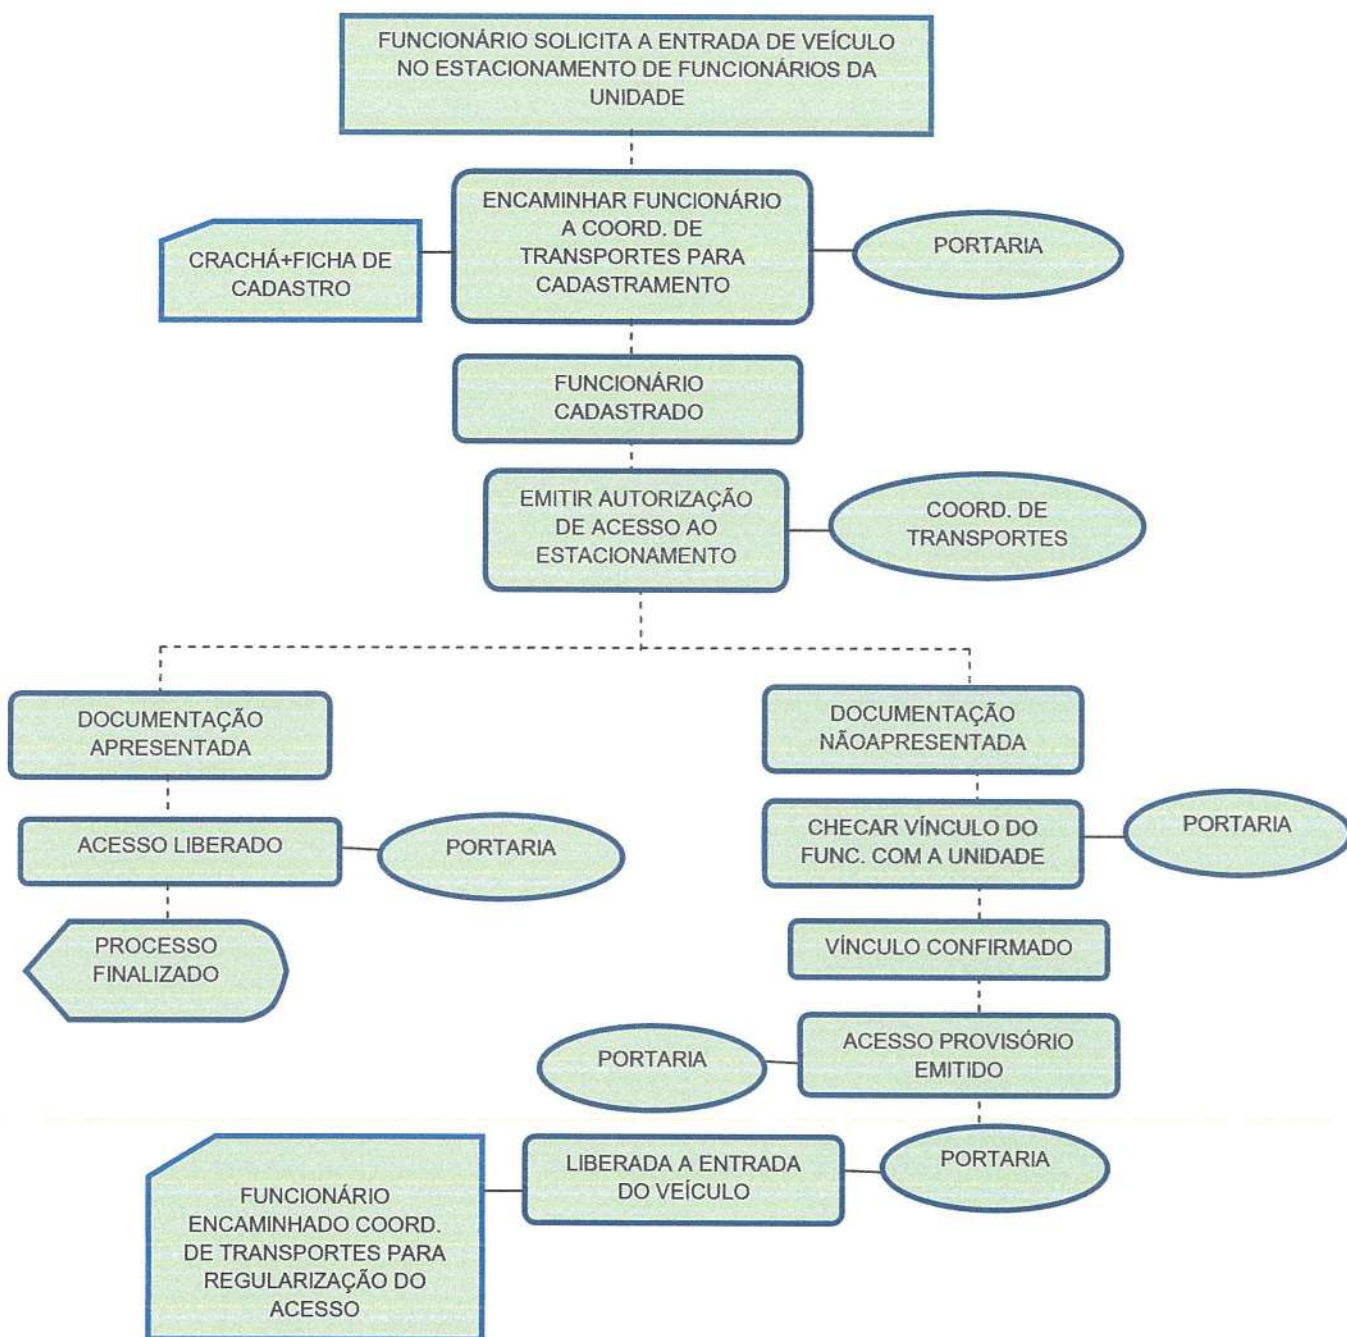 FUNCIONÁRIO SOLICITA A ENTRADA DE VEÍCULO
NO ESTACIONAMENTO DE FUNCIONÁRIOS DA
UNIDADE
ENCAMINHAR FUNCIONÁRIO
A COORD. DE
TRANSPORTES PARA
CADASTRAMENTO
CRACHÁ+FICHA DE
CADASTRO
PORTARIA
FUNCIONÁRIO
CADASTRADO
EMITIR AUTORIZAÇÃO
DE ACESSO AO
ESTACIONAMENTO
COORD. DE
TRANSPORTES
DOCUMENTAÇÃO
APRESENTADA
DOCUMENTAÇÃO
NÃOAPRESENTADA
ACESSO LIBERADO
PORTARIA
CHECAR VÍNCULO DO
FUNC. COM A UNIDADE
PORTARIA
PROCESSO
FINALIZADO
VÍNCULO CONFIRMADO
PORTARIA
ACESSO PROVISÓRIO
EMITIDO
LIBERADA A ENTRADA
DO VEÍCULO
PORTARIA
FUNCIONÁRIO
ENCAMINHADO COORD.
DE TRANSPORTES PARA
REGULARIZAÇÃO DO
ACESSO